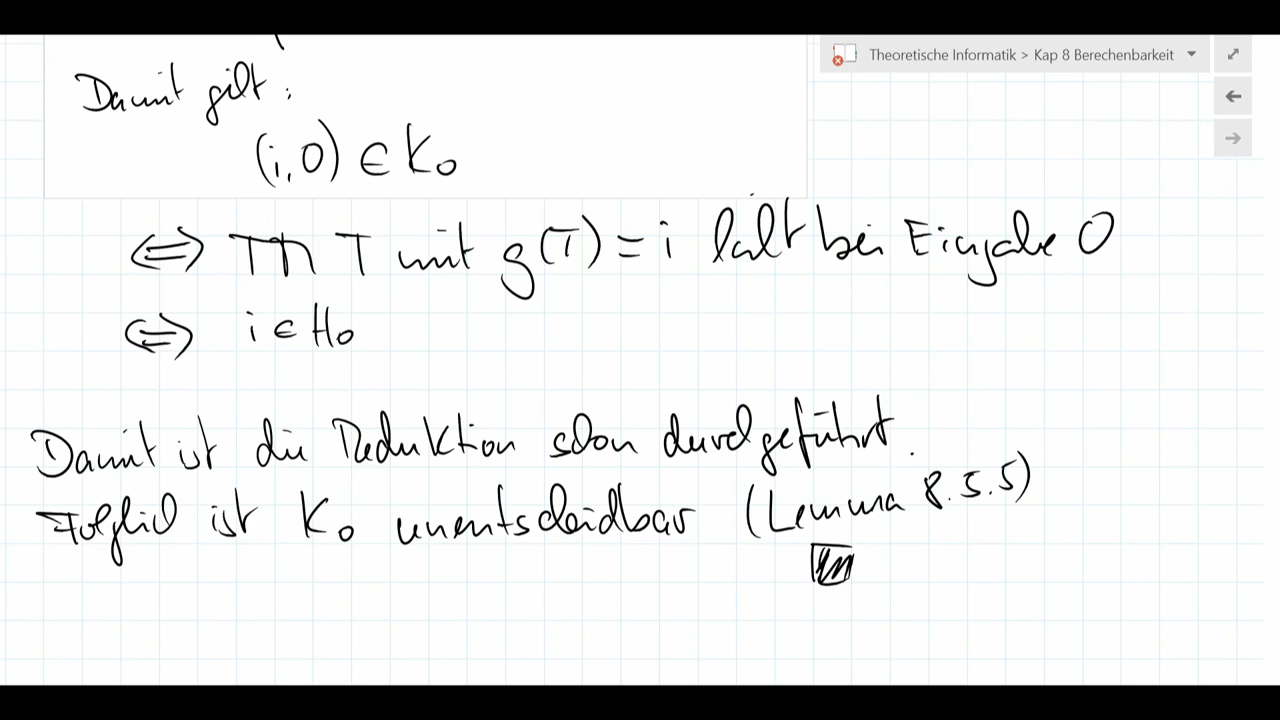 Theoretische Informatik > Kap 8 Berechenbarkeit
Damit gilt:
(i,0) ∈ K₀
⇔ TM T mit g(T) = i hält bei Eingabe 0
⇔ i ∈ H₀
Damit ist die Reduktion schon durchgeführt.
Folglich ist K₀ unentscheidbar (Lemma 8.5.5)